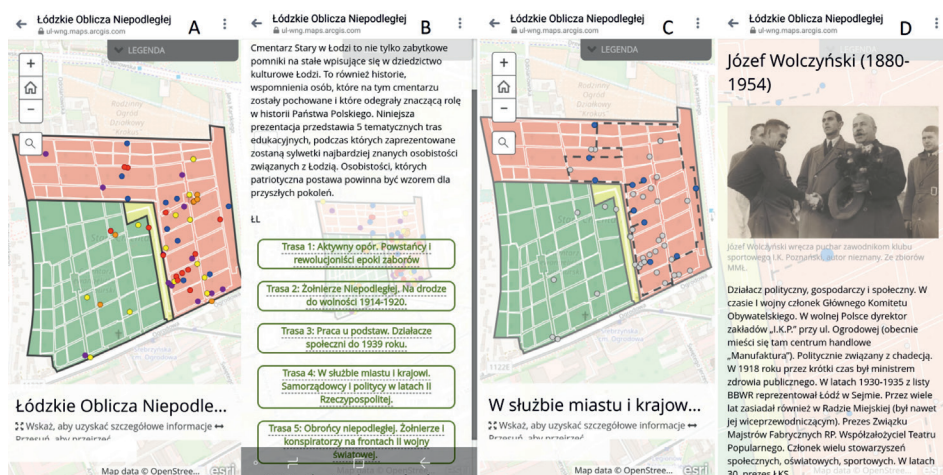 Łódzkie Oblicza Niepodległej
A
ul-wng.maps.arcgis.com
LEGENDA
Łódzkie Oblicza Niepodle...
Wskaż, aby uzyskać szczegółowe informacje
Przesuń, aby przejrzeć
Map data © OpenStree... esri
Łódzkie Oblicza Niepodległej
B
ul-wng.maps.arcgis.com
Cmentarz Stary w Łodzi to nie tylko zabytkowe
pomniki na stałe wpisujące się w dziedzictwo
kulturowe Łodzi. To również historie,
wspomnienia osób, które na tym cmentarzu
zostały pochowane i które odegrały znaczącą rolę
w historii Państwa Polskiego. Niniejsza
prezentacja przedstawia 5 tematycznych tras
edukacyjnych, podczas których zaprezentowane
zostaną sylwetki najbardziej znanych osobistości
związanych z Łodzią. Osobistości, których
patriotyczna postawa powinna być wzorem dla
przyszłych pokoleń.
ŁL
Trasa 1: Aktywny opór. Powstańcy i
rewolucjoniści epoki zaborów
Trasa 2: Żołnierze Niepodległej. Na drodze
do wolności 1914-1920.
Trasa 3: Praca u podstaw. Działacze
społeczni do 1939 roku.
Trasa 4: W służbie miastu i krajowi.
Samorządowcy i politycy w latach II
Rzeczypospolitej.
Trasa 5: Obrońcy niepodległej. Żołnierze i
konspiratorzy na frontach II wojny
światowej.
Map data © OpenStree... esri
Łódzkie Oblicza Niepodległej
C
ul-wng.maps.arcgis.com
LEGENDA
W służbie miastu i krajow...
Wskaż, aby uzyskać szczegółowe informacje
Przesuń, aby przejrzeć
Map data © OpenStree... esri
Łódzkie Oblicza Niepodległej
D
ul-wng.maps.arcgis.com
Józef Wolczyński (1880-
1954)
Józef Wolczyński wręcza puchar zawodnikom klubu
sportowego I.K. Poznański, autor nieznany. Ze zbiorów
MMŁ.
Działacz polityczny, gospodarczy i społeczny. W
czasie I wojny członek Głównego Komitetu
Obywatelskiego. W wolnej Polsce dyrektor
zakładów „I.K.P." przy ul. Ogrodowej (obecnie
mieści się tam centrum handlowe
„Manufaktura"). Politycznie związany z chadecją.
W 1918 roku przez krótki czas był ministrem
zdrowia publicznego. W latach 1930-1935 z listy
BBWR reprezentował Łódź w Sejmie. Przez wiele
lat zasiadał również w Radzie Miejskiej (był nawet
jej wiceprzewodniczącym). Prezes Związku
Majstrów Fabrycznych RP. Współzałożyciel Teatru
Popularnego. Członek wielu stowarzyszeń
społecznych, oświatowych, sportowych. W latach
30. prezes ŁKS
Map data © OpenStree... esri